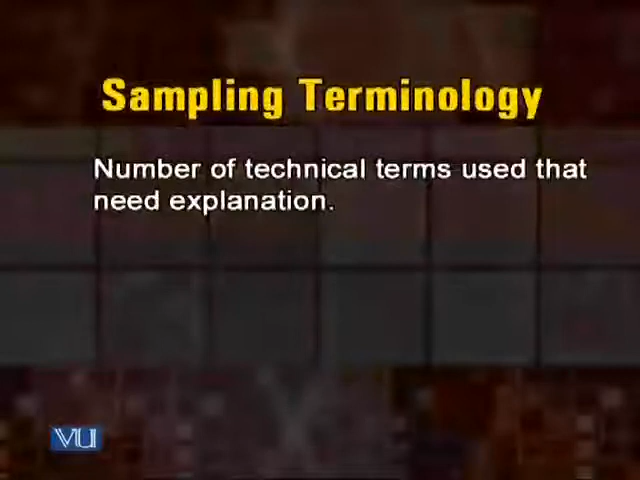 Sampling Terminology
Number of technical terms used that
need explanation.
VU